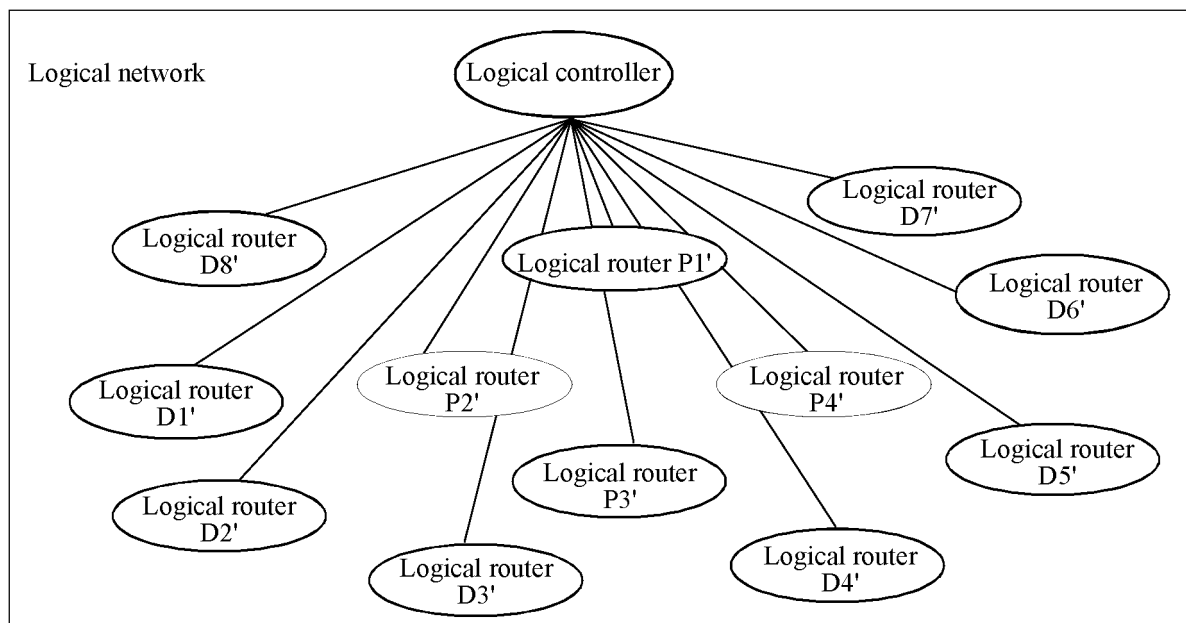 Logical controller
Logical network
Logical router
D7'
Logical router
D8'
Logical router P1'
Logical router
D6'
Logical router
D1'
Logical router
P2'
Logical router
P4'
Logical router
D5'
Logical router
P3'
Logical router
D2'
Logical router
D3'
Logical router
D4'